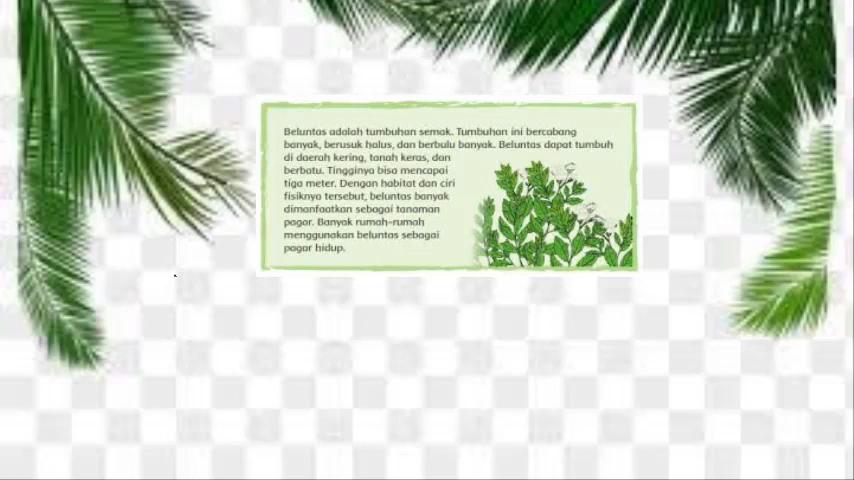 Beluntas adalah tumbuhan semak. Tumbuhan ini bercabang
banyak, berusuk halus, dan berbulu banyak. Beluntas dapat tumbuh
di daerah kering, tanah keras, dan
berbatu. Tingginya bisa mencapai
tiga meter. Dengan habitat dan ciri
fisiknya tersebut, beluntas banyak
dimanfaatkan sebagai tanaman
pagar. Banyak rumah-rumah
menggunakan beluntas sebagai
pagar hidup.